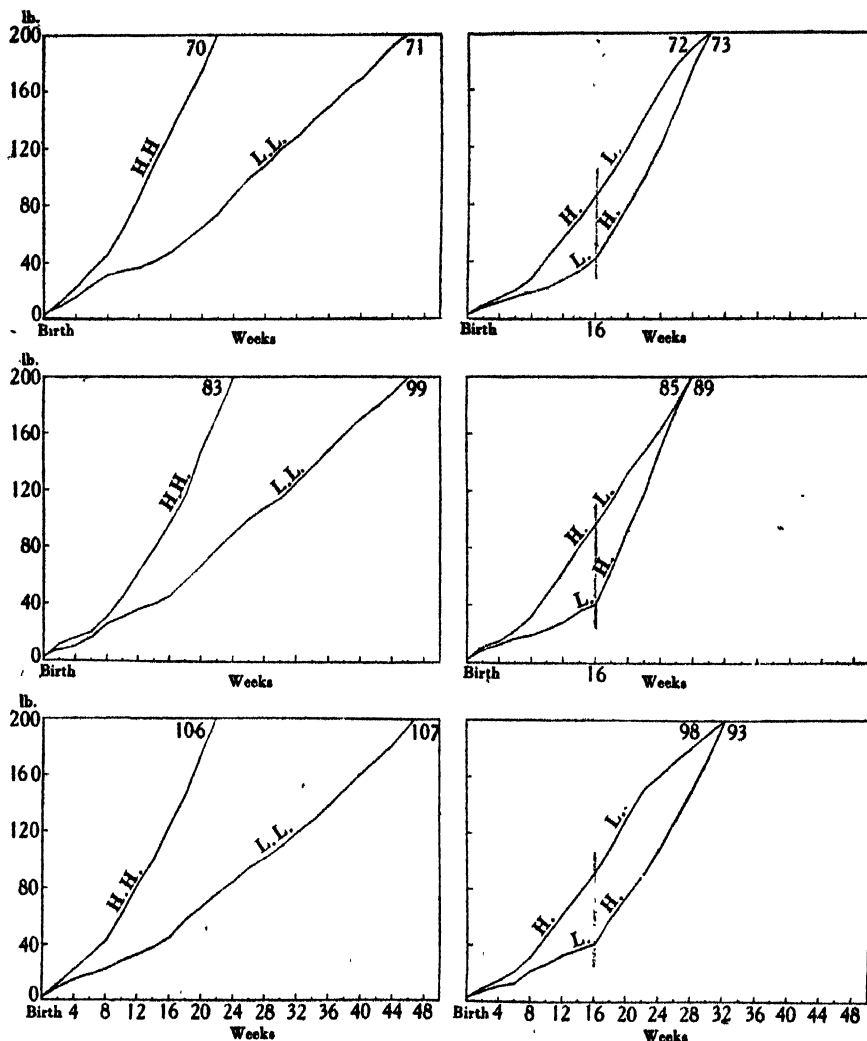 lb.
200 70 71 72 73
160
120 H.H L.L. L.
80 H. H.
40 L.
0
Birth Weeks Birth 16 Weeks
lb.
200 83 99 85 89
160
120 H.H. L.L. L.
80 H. H.
40 L.
0
Birth Weeks Birth 16 Weeks
lb.
200 106 107 98 93
160
120 L.L. L.
80 H.H. H. H.
40 L.
0
Birth 4 8 12 16 20 24 28 32 36 40 44 48 Birth 4 8 12 16 20 24 28 32 36 40 44 48
Weeks Weeks